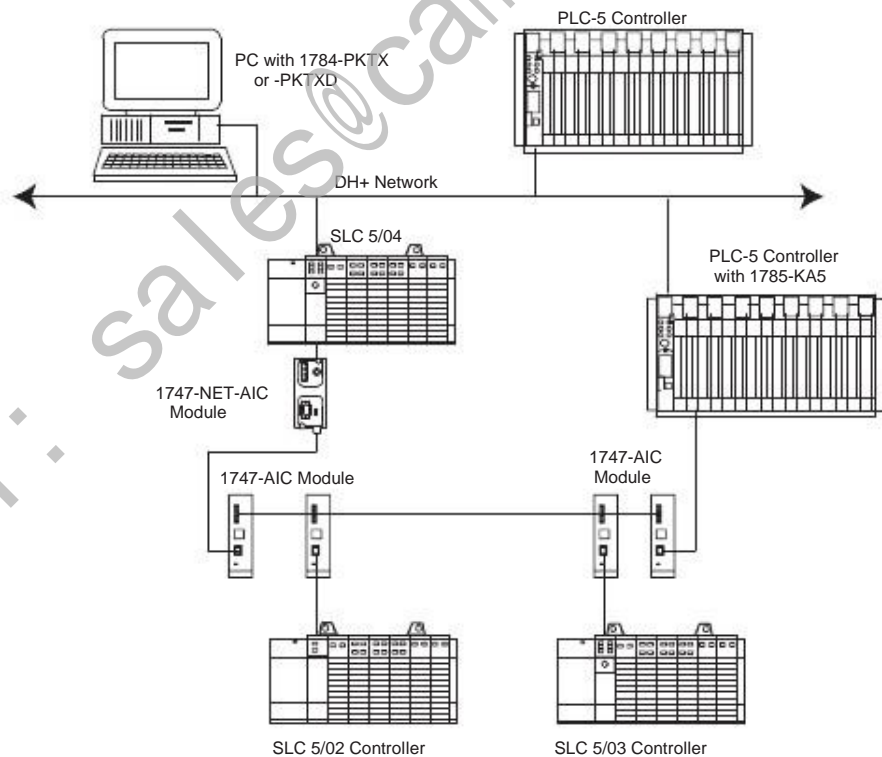 PLC-5 Controller
PC with 1784-PKTX
or -PKTXD
DH+ Network
SLC 5/04
PLC-5 Controller
with 1785-KA5
1747-NET-AIC
Module
1747-AIC Module
1747-AIC
Module
SLC 5/02 Controller
SLC 5/03 Controller